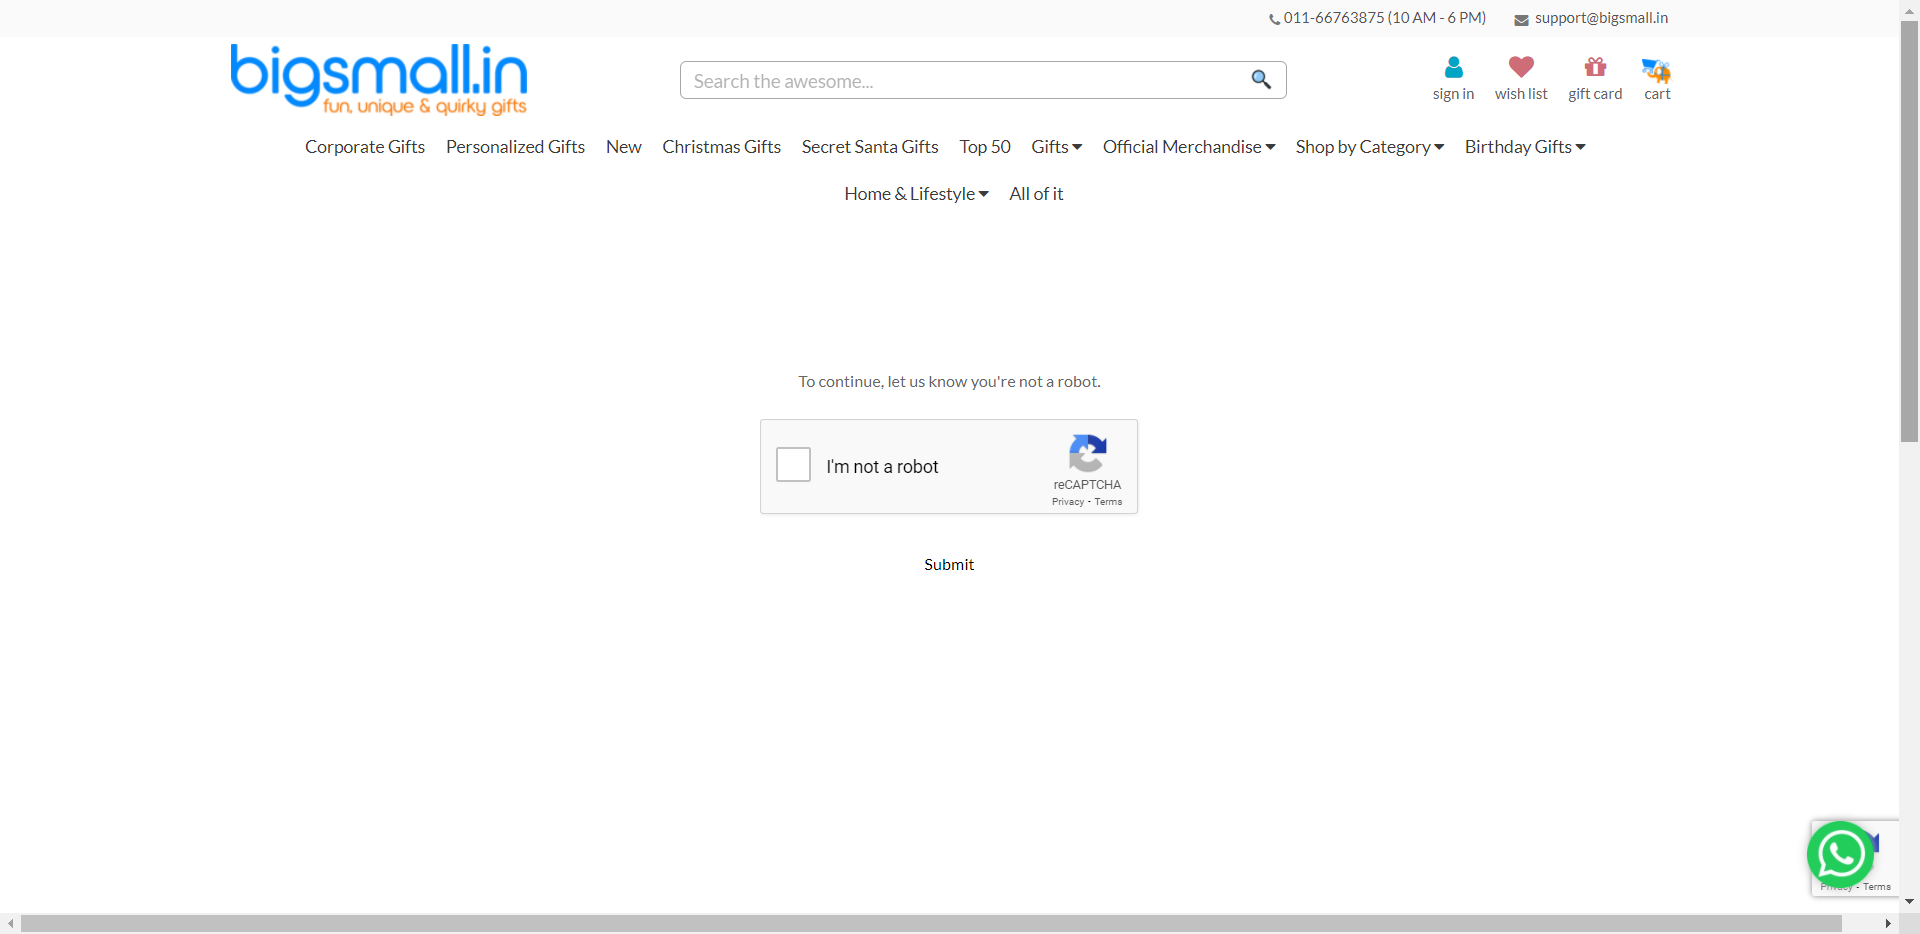 011-66763875 (10 AM - 6 PM) support@bigsmall.in
bigsmall.in
fun, unique & quirky gifts
Search the awesome...
sign in wish list gift card cart
Corporate Gifts Personalized Gifts New Christmas Gifts Secret Santa Gifts Top 50 Gifts Official Merchandise Shop by Category Birthday Gifts
Home & Lifestyle All of it
To continue, let us know you're not a robot.
I'm not a robot
reCAPTCHA
Privacy - Terms
Submit
Privacy - Terms